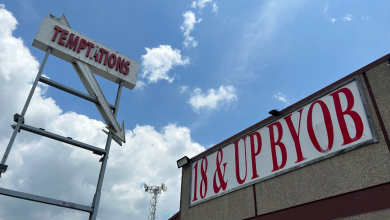 TEMPTATIONS
18 & UP BYOB